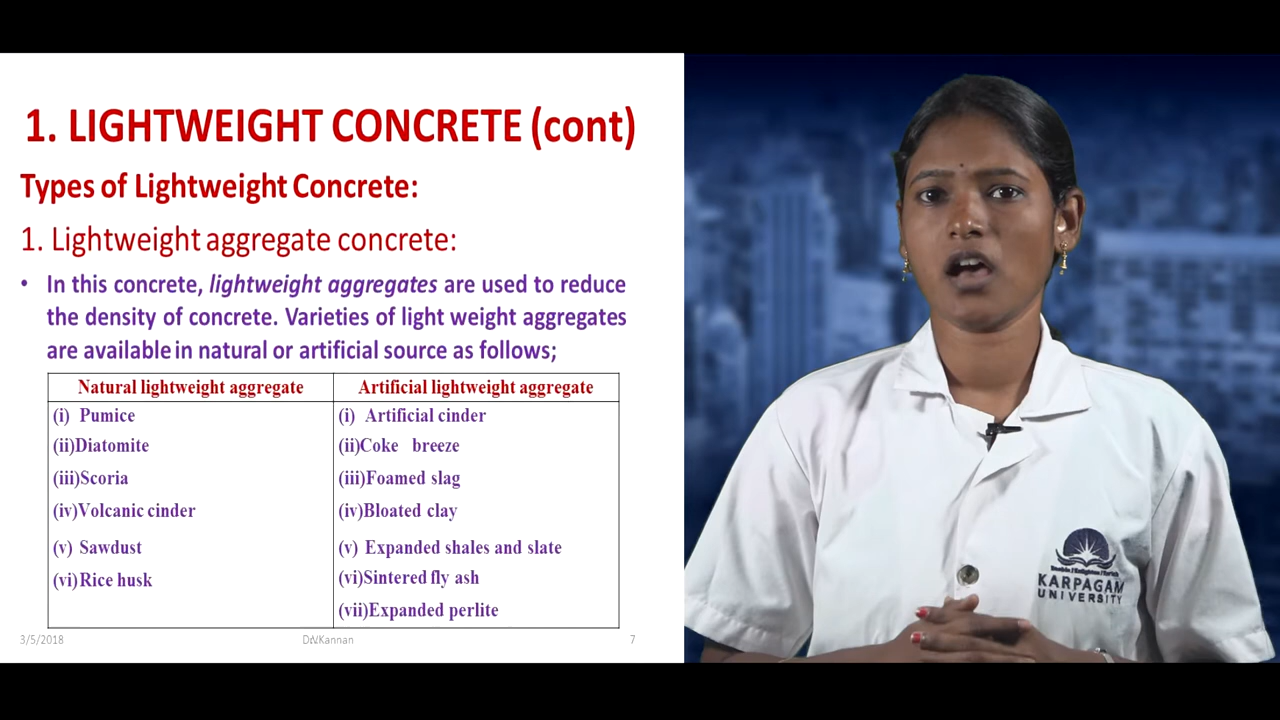 1. LIGHTWEIGHT CONCRETE (cont)
Types of Lightweight Concrete:
1. Lightweight aggregate concrete:
• In this concrete, lightweight aggregates are used to reduce
the density of concrete. Varieties of light weight aggregates
are available in natural or artificial source as follows;
Natural lightweight aggregate Artificial lightweight aggregate
(i) Pumice (i) Artificial cinder
(ii)Diatomite (ii)Coke breeze
(iii)Scoria (iii)Foamed slag
(iv)Volcanic cinder (iv)Bloated clay
(v) Sawdust (v) Expanded shales and slate
(vi)Rice husk (vi)Sintered fly ash
(vii)Expanded perlite
3/5/2018 Dr.V.Kannan 7
KARPAGAM
UNIVERSITY